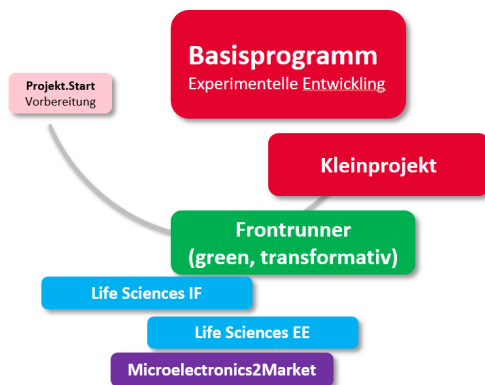 Basisprogramm
Experimentelle Entwickling
Projekt.Start
Vorbereitung
Kleinprojekt
Frontrunner
(green, transformativ)
Life Sciences IF
Life Sciences EE
Microelectronics2Market